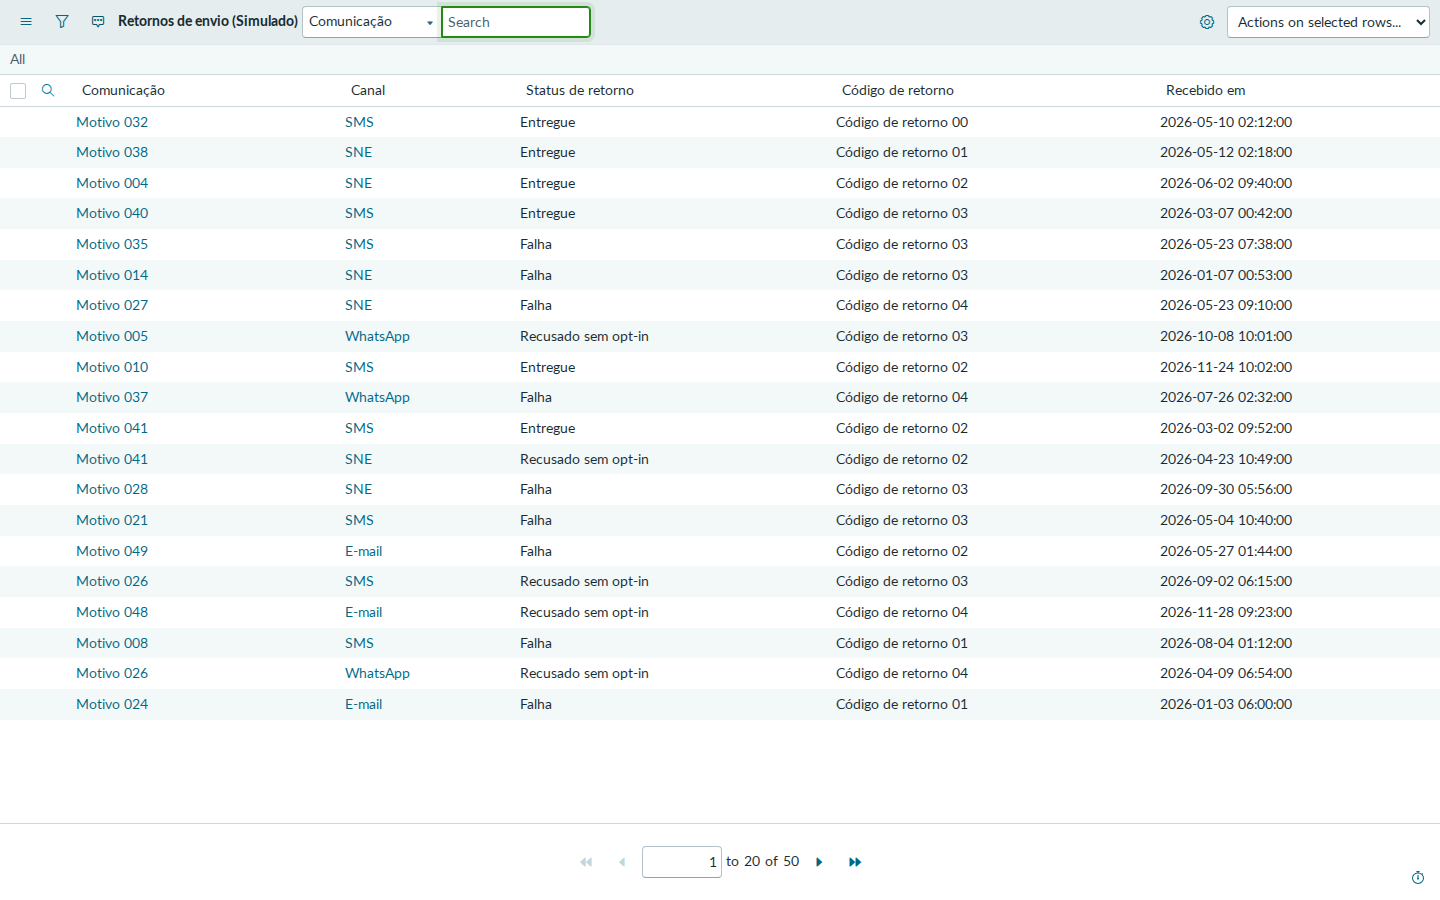 Retornos de envio (Simulado) Comunicação Search Actions on selected rows...
All
Comunicação Canal Status de retorno Código de retorno Recebido em
Motivo 032 SMS Entregue Código de retorno 00 2026-05-10 02:12:00
Motivo 038 SNE Entregue Código de retorno 01 2026-05-12 02:18:00
Motivo 004 SNE Entregue Código de retorno 02 2026-06-02 09:40:00
Motivo 040 SMS Entregue Código de retorno 03 2026-03-07 00:42:00
Motivo 035 SMS Falha Código de retorno 03 2026-05-23 07:38:00
Motivo 014 SNE Falha Código de retorno 03 2026-01-07 00:53:00
Motivo 027 SNE Falha Código de retorno 04 2026-05-23 09:10:00
Motivo 005 WhatsApp Recusado sem opt-in Código de retorno 03 2026-10-08 10:01:00
Motivo 010 SMS Entregue Código de retorno 02 2026-11-24 10:02:00
Motivo 037 WhatsApp Falha Código de retorno 04 2026-07-26 02:32:00
Motivo 041 SMS Entregue Código de retorno 02 2026-03-02 09:52:00
Motivo 041 SNE Recusado sem opt-in Código de retorno 02 2026-04-23 10:49:00
Motivo 028 SNE Falha Código de retorno 03 2026-09-30 05:56:00
Motivo 021 SMS Falha Código de retorno 03 2026-05-04 10:40:00
Motivo 049 E-mail Falha Código de retorno 02 2026-05-27 01:44:00
Motivo 026 SMS Recusado sem opt-in Código de retorno 03 2026-09-02 06:15:00
Motivo 048 E-mail Recusado sem opt-in Código de retorno 04 2026-11-28 09:23:00
Motivo 008 SMS Falha Código de retorno 01 2026-08-04 01:12:00
Motivo 026 WhatsApp Recusado sem opt-in Código de retorno 04 2026-04-09 06:54:00
Motivo 024 E-mail Falha Código de retorno 01 2026-01-03 06:00:00
1 to 20 of 50